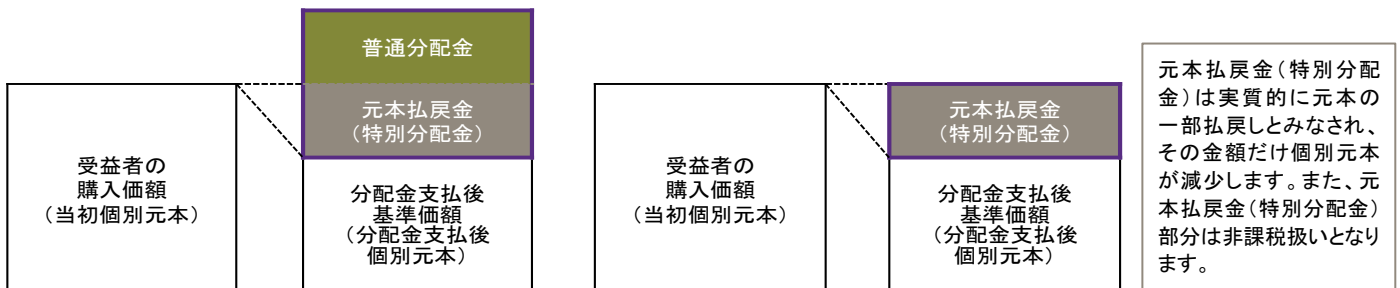 普通分配金
元本払戻金
（特別分配金）
受益者の
購入価額
（当初個別元本）
分配金支払後
基準価額
（分配金支払後
個別元本）
元本払戻金
（特別分配金）
受益者の
購入価額
（当初個別元本）
分配金支払後
基準価額
（分配金支払後
個別元本）
元本払戻金（特別分配
金）は実質的に元本の
一部払戻しとみなされ、
その金額だけ個別元本
が減少します。また、元
本払戻金（特別分配金）
部分は非課税扱いとなり
ます。